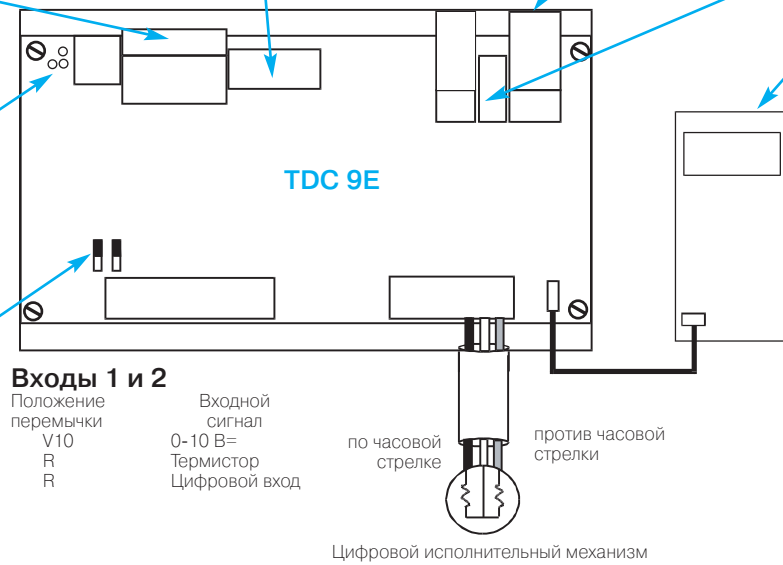 TDC 9E
Входы 1 и 2
Положение перемычки Входной сигнал
V10 0-10 В=
R Термистор
R Цифровой вход
по часовой стрелке
против часовой стрелки
Цифровой исполнительный механизм